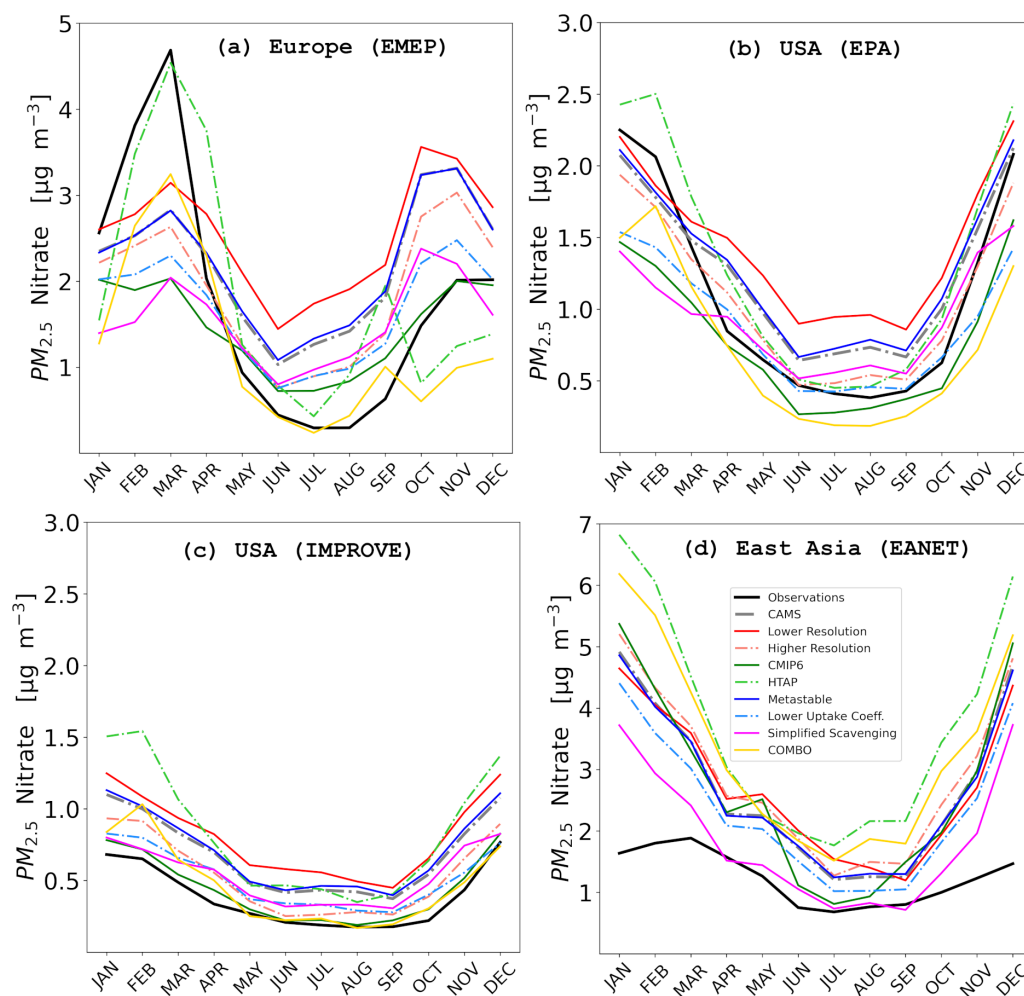 (a) Europe (EMEP)
PM2.5 Nitrate [μg m−3]
5
4
3
2
1
JAN FEB MAR APR MAY JUN JUL AUG SEP OCT NOV DEC
(b) USA (EPA)
PM2.5 Nitrate [μg m−3]
3.0
2.5
2.0
1.5
1.0
0.5
JAN FEB MAR APR MAY JUN JUL AUG SEP OCT NOV DEC
(c) USA (IMPROVE)
PM2.5 Nitrate [μg m−3]
3.0
2.5
2.0
1.5
1.0
0.5
JAN FEB MAR APR MAY JUN JUL AUG SEP OCT NOV DEC
(d) East Asia (EANET)
PM2.5 Nitrate [μg m−3]
7
6
5
4
3
2
1
Observations
CAMS
Lower Resolution
Higher Resolution
CMIP6
HTAP
Metastable
Lower Uptake Coeff.
Simplified Scavenging
COMBO
JAN FEB MAR APR MAY JUN JUL AUG SEP OCT NOV DEC